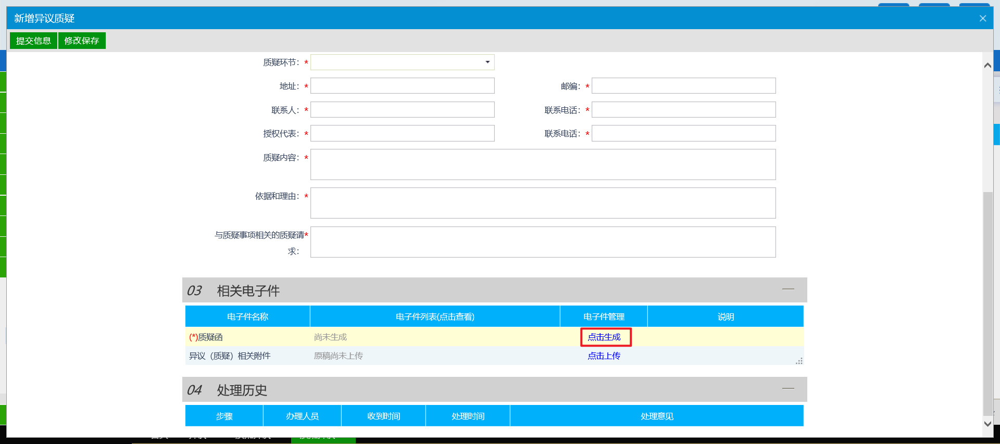 新增异议质疑
提交信息 修改保存
质疑环节：*
地址：* 邮编：*
联系人：* 联系电话：*
授权代表：* 联系电话：*
质疑内容：*
依据和理由：*
与质疑事项相关的质疑请*
求：
03 相关电子件
电子件名称 电子件列表(点击查看) 电子件管理 说明
(*)质疑函 尚未生成 点击生成
异议（质疑）相关附件 原稿尚未上传 点击上传
04 处理历史
步骤 办理人员 收到时间 处理时间 处理意见